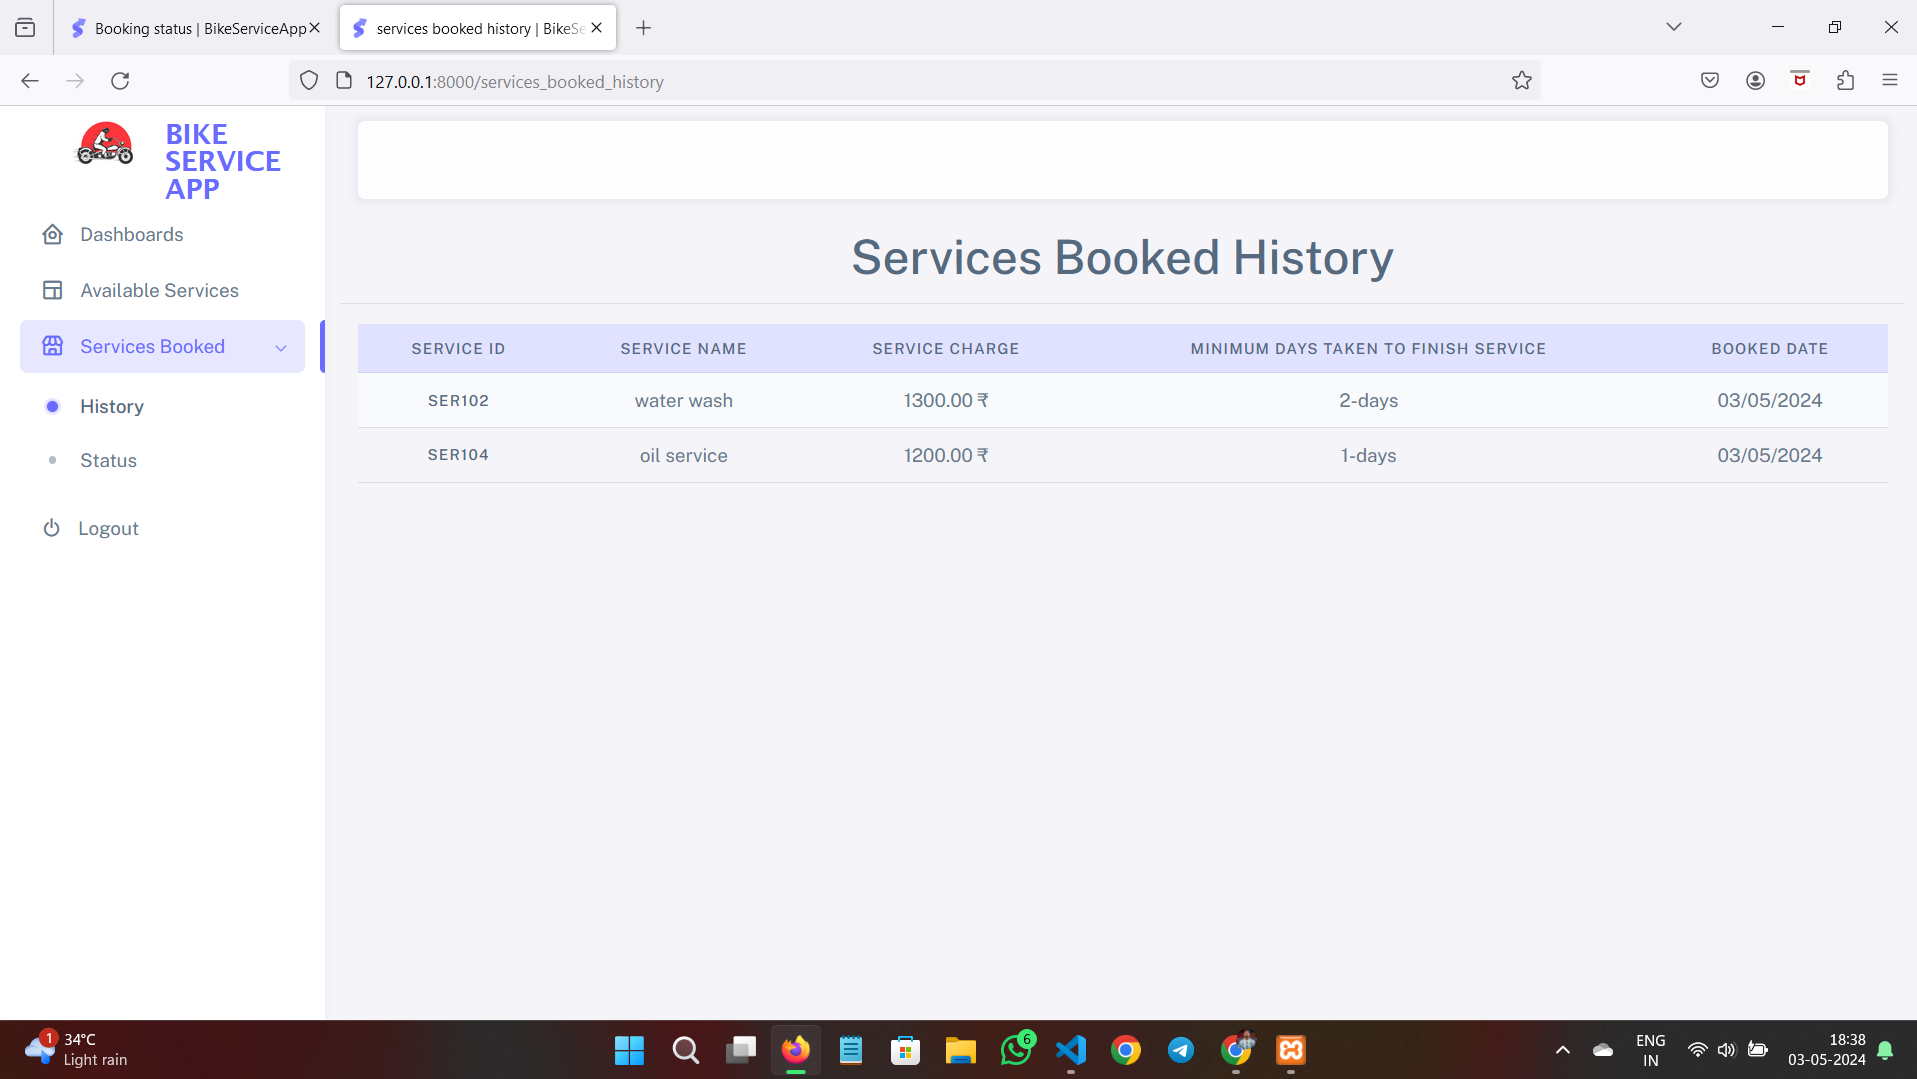 Booking status | BikeServiceApp
services booked history | BikeSe
127.0.0.1:8000/services_booked_history
BIKE
SERVICE
APP
Dashboards
Available Services
Services Booked
History
Status
Logout
Services Booked History
SERVICE ID SERVICE NAME SERVICE CHARGE MINIMUM DAYS TAKEN TO FINISH SERVICE BOOKED DATE
SER102 water wash 1300.00 ₹ 2-days 03/05/2024
SER104 oil service 1200.00 ₹ 1-days 03/05/2024
1
34°C
Light rain
6
ENG
IN
18:38
03-05-2024